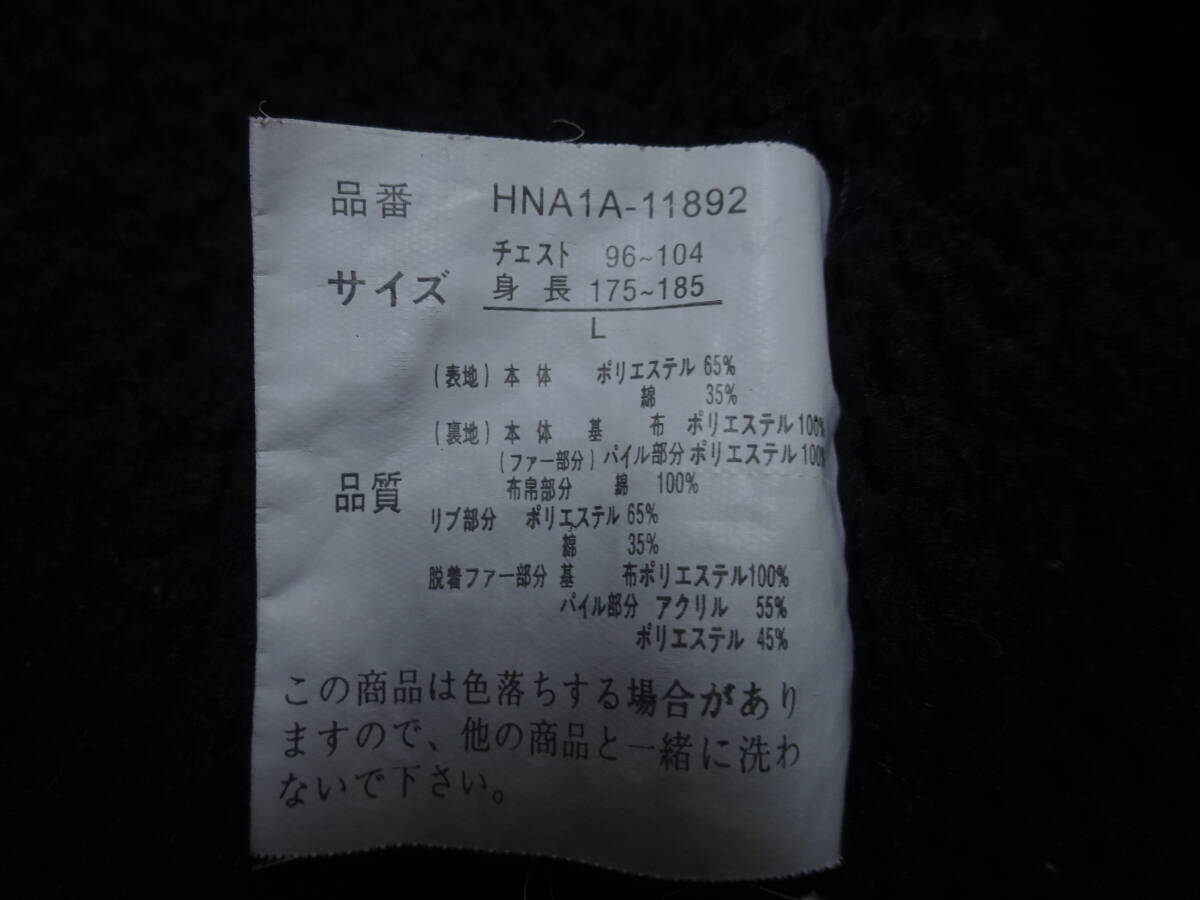 品番 HNA1A-11892
チェスト 96~104
サイズ 身長 175~185
L
(表地) 本体 ポリエステル 65%
綿 35%
(裏地) 本体 基布 ポリエステル 100%
(ファー部分) パイル部分 ポリエステル 100%
品質 布帛部分 綿 100%
リブ部分 ポリエステル 65%
綿 35%
脱着ファー部分 基布 ポリエステル100%
パイル部分 アクリル 55%
ポリエステル 45%
この商品は色落ちする場合があり
ますので、他の商品と一緒に洗わ
ないで下さい。